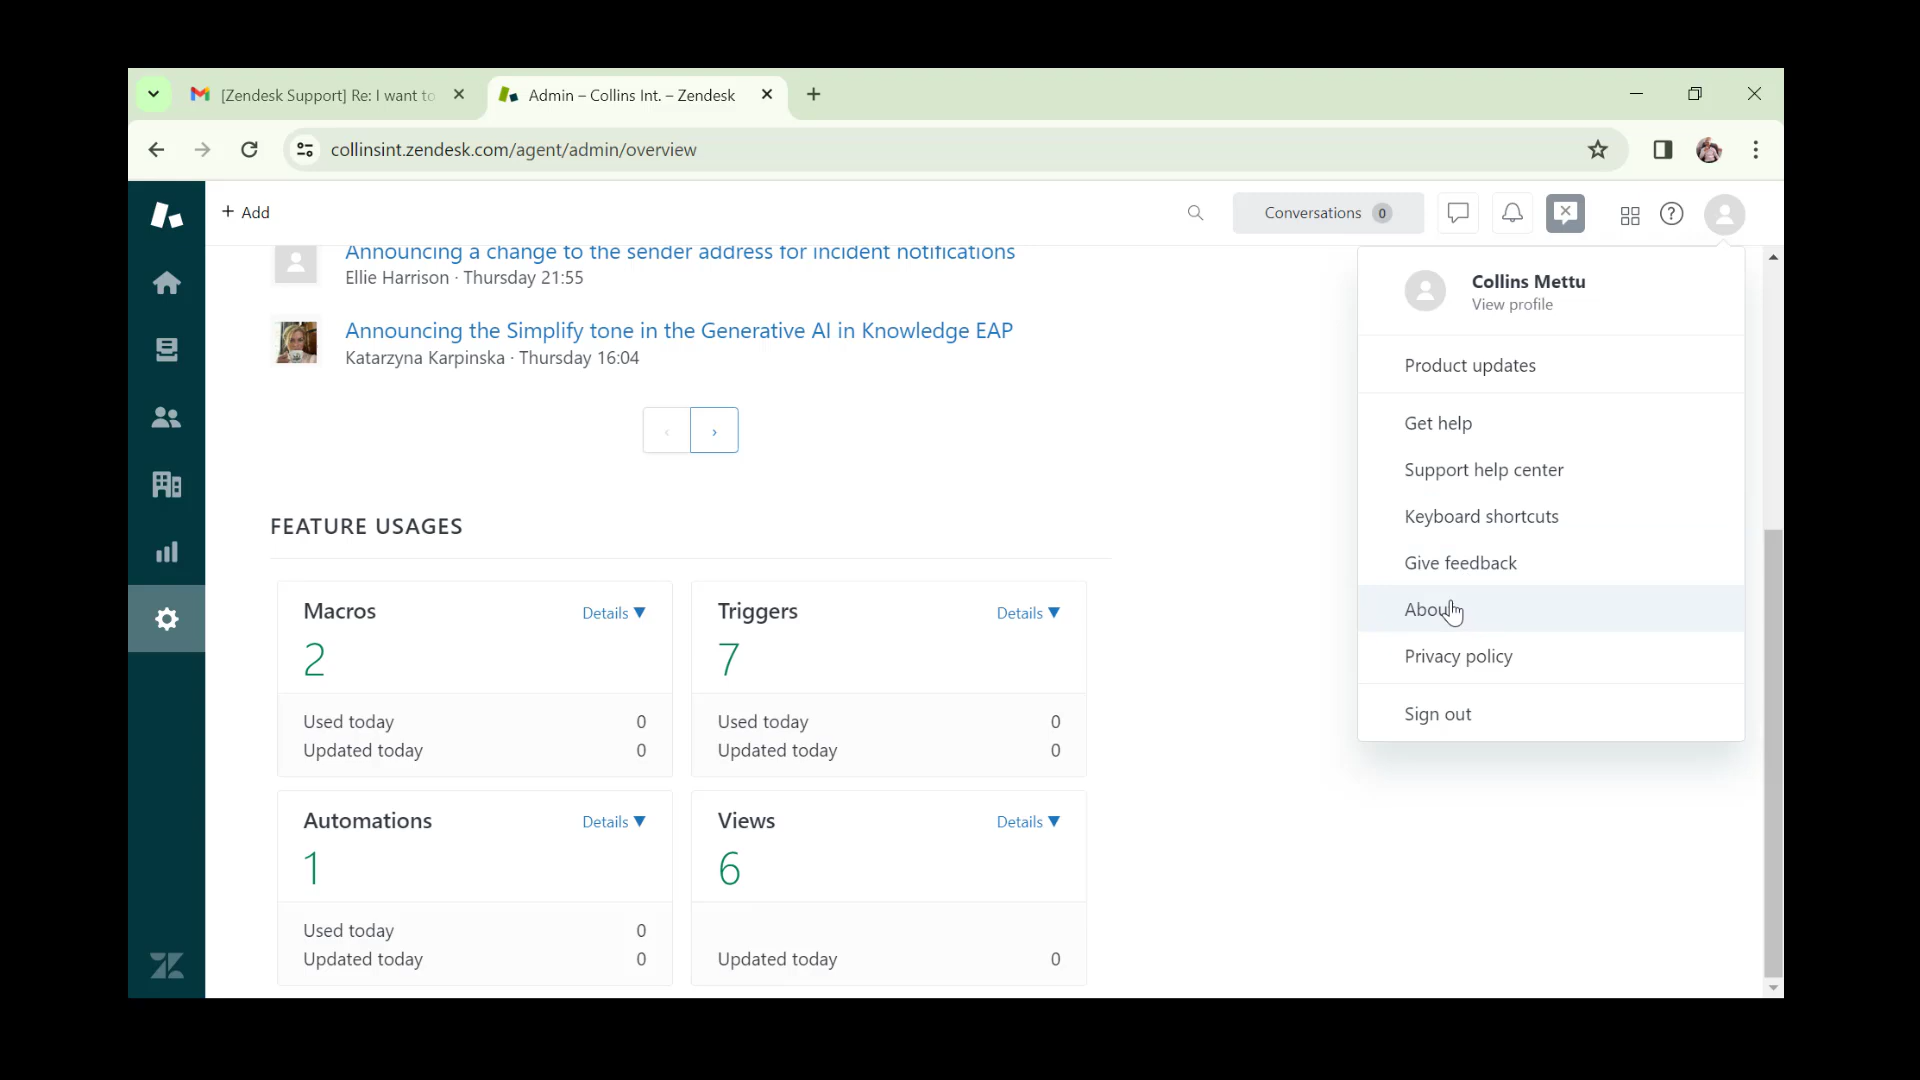 [Zendesk Support] Re: I want to
Admin – Collins Int. – Zendesk
collinsint.zendesk.com/agent/admin/overview
+ Add
Conversations 0
Announcing a change to the sender address for incident notifications
Ellie Harrison · Thursday 21:55
Announcing the Simplify tone in the Generative AI in Knowledge EAP
Katarzyna Karpinska · Thursday 16:04
FEATURE USAGES
Macros Details ▼
2
Used today 0
Updated today 0
Triggers Details ▼
7
Used today 0
Updated today 0
Automations Details ▼
1
Used today 0
Updated today 0
Views Details ▼
6
Updated today 0
Collins Mettu
View profile
Product updates
Get help
Support help center
Keyboard shortcuts
Give feedback
About
Privacy policy
Sign out